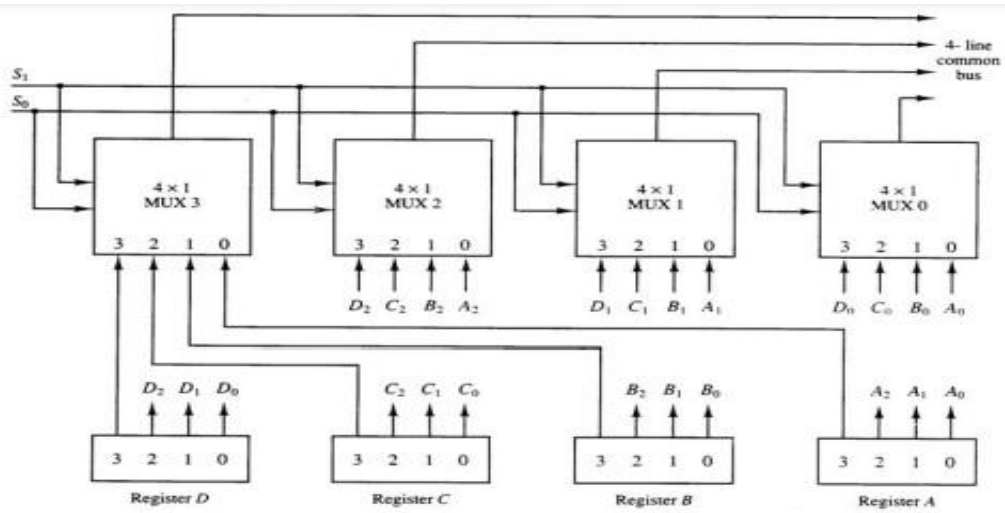 4- line
common
bus
S₁
S₀
4 × 1
MUX 3
3 2 1 0
4 × 1
MUX 2
3 2 1 0
4 × 1
MUX 1
3 2 1 0
4 × 1
MUX 0
3 2 1 0
D₂ C₂ B₂ A₂
D₁ C₁ B₁ A₁
D₀ C₀ B₀ A₀
D₂ D₁ D₀
C₂ C₁ C₀
B₂ B₁ B₀
A₂ A₁ A₀
3 2 1 0
3 2 1 0
3 2 1 0
3 2 1 0
Register D
Register C
Register B
Register A